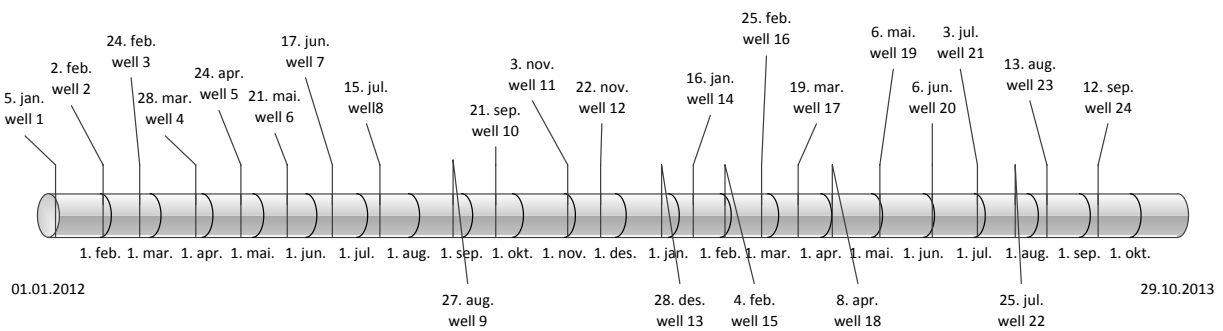 5. jan.
well 1
2. feb.
well 2
24. feb.
well 3
28. mar.
well 4
24. apr.
well 5
21. mai.
well 6
17. jun.
well 7
15. jul.
well8
21. sep.
well 10
3. nov.
well 11
22. nov.
well 12
16. jan.
well 14
25. feb.
well 16
19. mar.
well 17
6. mai.
well 19
6. jun.
well 20
3. jul.
well 21
13. aug.
well 23
12. sep.
well 24
1. feb. 1. mar. 1. apr. 1. mai. 1. jun. 1. jul. 1. aug. 1. sep. 1. okt. 1. nov. 1. des. 1. jan. 1. feb. 1. mar. 1. apr. 1. mai. 1. jun. 1. jul. 1. aug. 1. sep. 1. okt.
01.01.2012
29.10.2013
27. aug.
well 9
28. des.
well 13
4. feb.
well 15
8. apr.
well 18
25. jul.
well 22